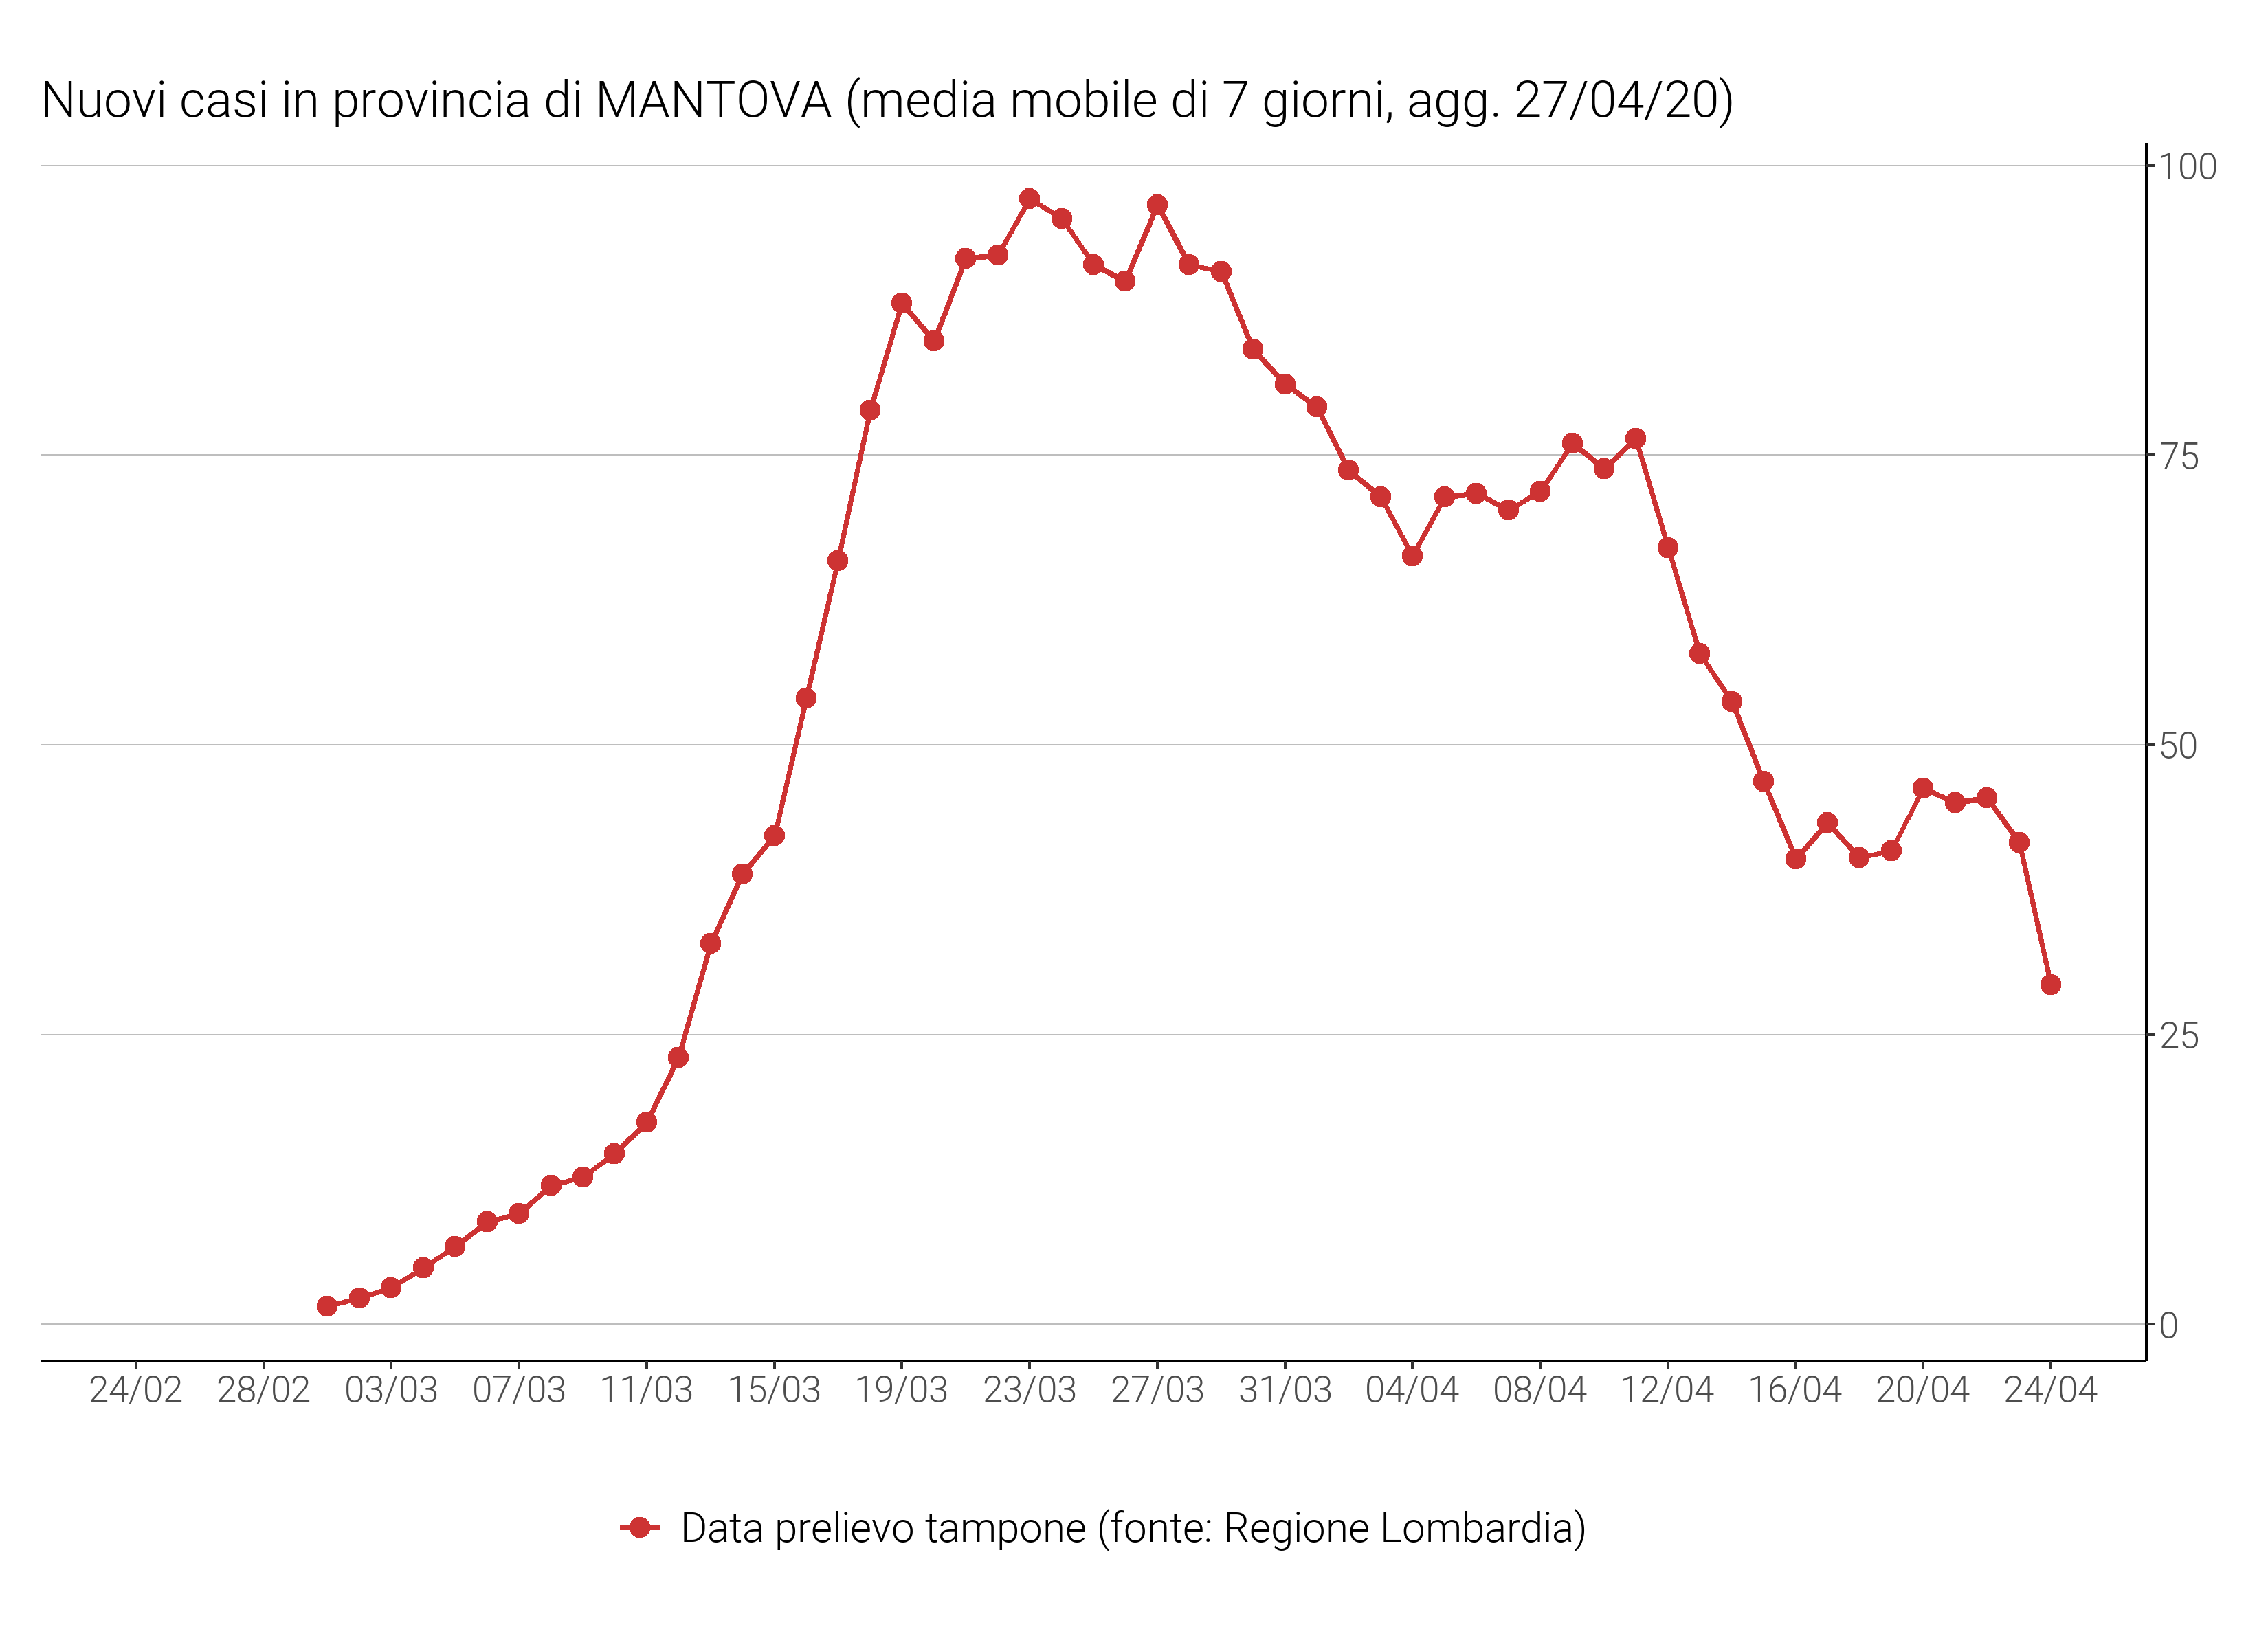 Nuovi casi in provincia di MANTOVA (media mobile di 7 giorni, agg. 27/04/20)
100
75
50
25
0
24/02 28/02 03/03 07/03 11/03 15/03 19/03 23/03 27/03 31/03 04/04 08/04 12/04 16/04 20/04 24/04
Data prelievo tampone (fonte: Regione Lombardia)